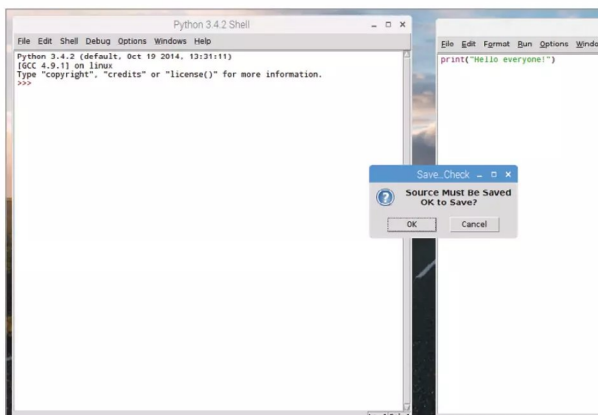 Python 3.4.2 Shell
File Edit Shell Debug Options Windows Help
Python 3.4.2 (default, Oct 19 2014, 13:31:11)
[GCC 4.9.1] on linux
Type "copyright", "credits" or "license()" for more information.
>>>
File Edit Format Run Options Windo
print("Hello everyone!")
Save_Check
Source Must Be Saved
OK to Save?
OK Cancel